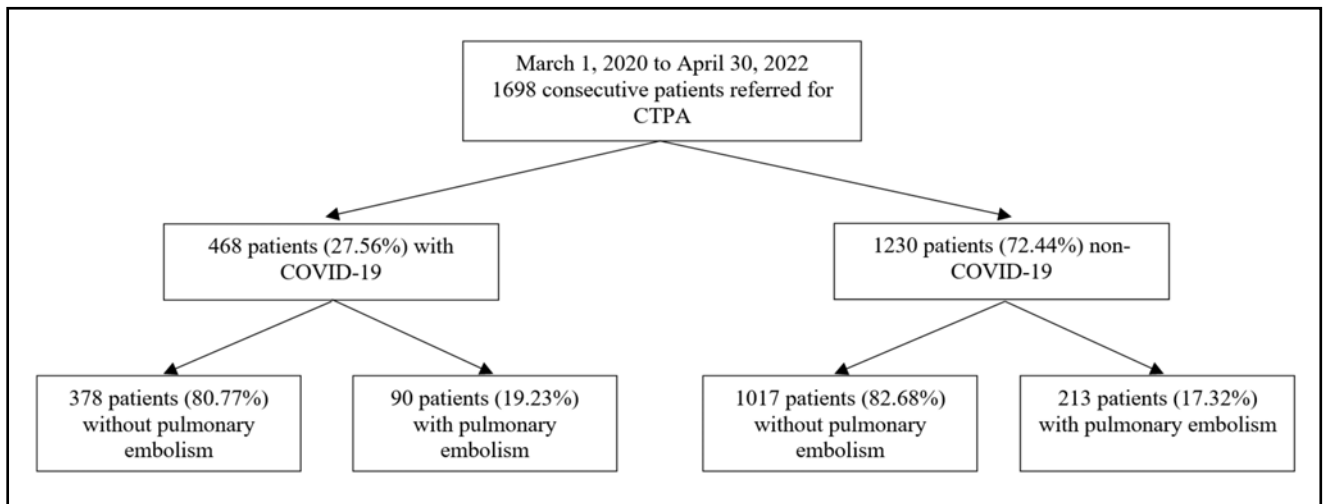 March 1, 2020 to April 30, 2022
1698 consecutive patients referred for
CTPA
468 patients (27.56%) with
COVID-19
1230 patients (72.44%) non-
COVID-19
378 patients (80.77%)
without pulmonary
embolism
90 patients (19.23%)
with pulmonary
embolism
1017 patients (82.68%)
without pulmonary
embolism
213 patients (17.32%)
with pulmonary embolism